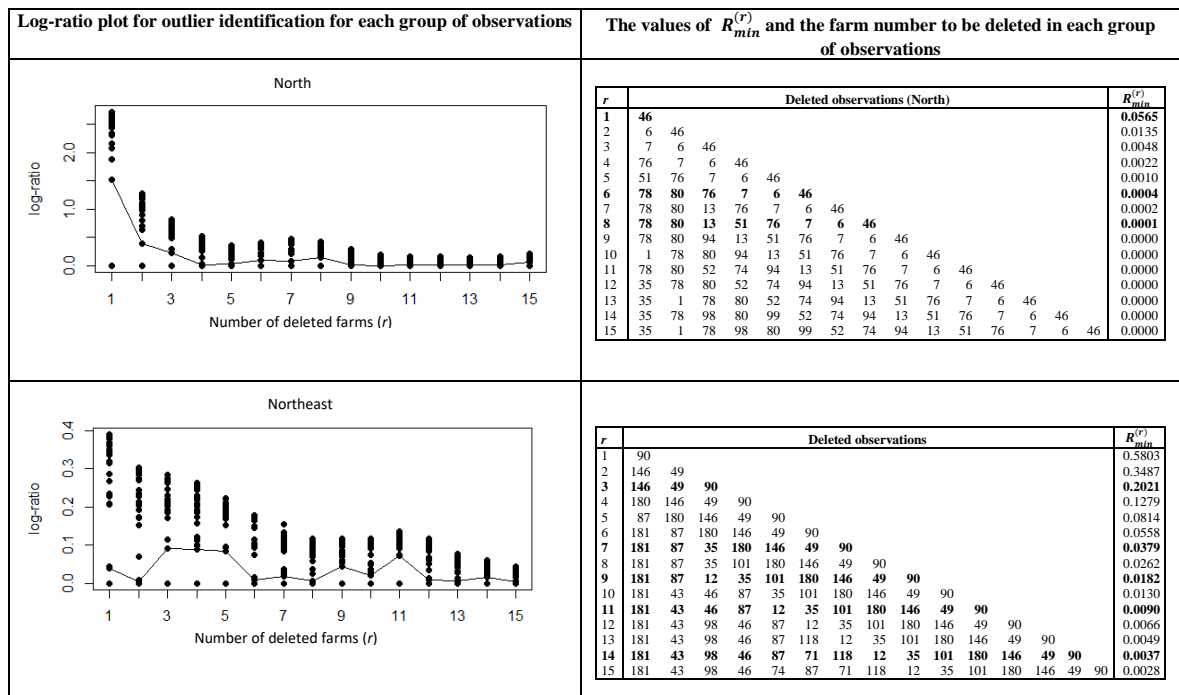 Log-ratio plot for outlier identification for each group of observations
The values of R_min^(r) and the farm number to be deleted in each group
of observations
North
log-ratio
2.0
1.0
0.0
1 3 5 7 9 11 13 15
Number of deleted farms (r)
r Deleted observations (North) R_min^(r)
1 46 0.0565
2 6 46 0.0135
3 7 6 46 0.0048
4 76 7 6 46 0.0022
5 51 76 7 6 46 0.0010
6 78 80 76 7 6 46 0.0004
7 78 80 13 76 7 6 46 0.0002
8 78 80 13 51 76 7 6 46 0.0001
9 78 80 94 13 51 76 7 6 46 0.0000
10 1 78 80 94 13 51 76 7 6 46 0.0000
11 78 80 52 74 94 13 51 76 7 6 46 0.0000
12 35 78 80 52 74 94 13 51 76 7 6 46 0.0000
13 35 1 78 80 52 74 94 13 51 76 7 6 46 0.0000
14 35 78 98 80 99 52 74 94 13 51 76 7 6 46 0.0000
15 35 1 78 98 80 99 52 74 94 13 51 76 7 6 46 0.0000
Northeast
log-ratio
0.4
0.3
0.2
0.1
0.0
1 3 5 7 9 11 13 15
Number of deleted farms (r)
r Deleted observations R_min^(r)
1 90 0.5803
2 146 49 0.3487
3 146 49 90 0.2021
4 180 146 49 90 0.1279
5 87 180 146 49 90 0.0814
6 181 87 180 146 49 90 0.0558
7 181 87 35 180 146 49 90 0.0379
8 181 87 35 101 180 146 49 90 0.0262
9 181 87 12 35 101 180 146 49 90 0.0182
10 181 43 46 87 35 101 180 146 49 90 0.0130
11 181 43 46 87 12 35 101 180 146 49 90 0.0090
12 181 43 98 46 87 12 35 101 180 146 49 90 0.0066
13 181 43 98 46 87 118 12 35 101 180 146 49 90 0.0049
14 181 43 98 46 87 71 118 12 35 101 180 146 49 90 0.0037
15 181 43 98 46 74 87 71 118 12 35 101 180 146 49 90 0.0028